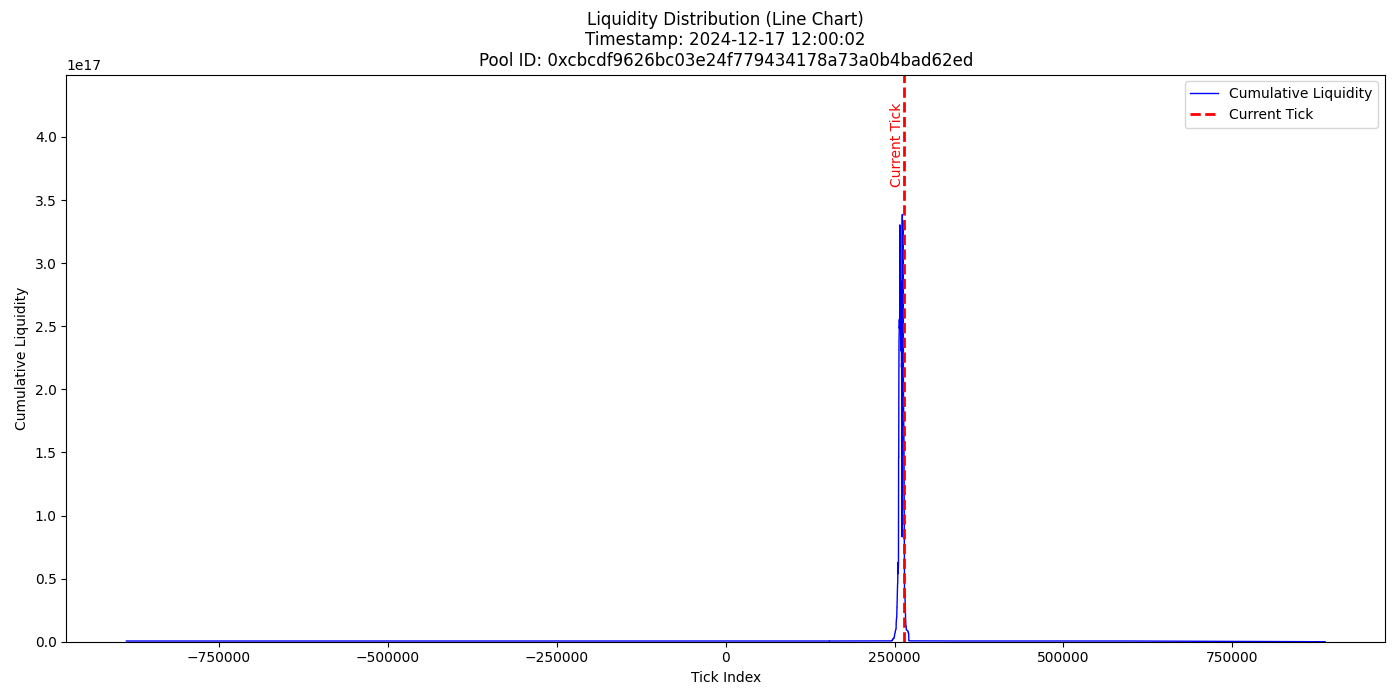 Liquidity Distribution (Line Chart)
Timestamp: 2024-12-17 12:00:02
Pool ID: 0xcbcdf9626bc03e24f779434178a73a0b4bad62ed
1e17
Cumulative Liquidity
Current Tick
Current Tick
4.0
3.5
3.0
2.5
2.0
1.5
1.0
0.5
0.0
Cumulative Liquidity
−750000
−500000
−250000
0
250000
500000
750000
Tick Index